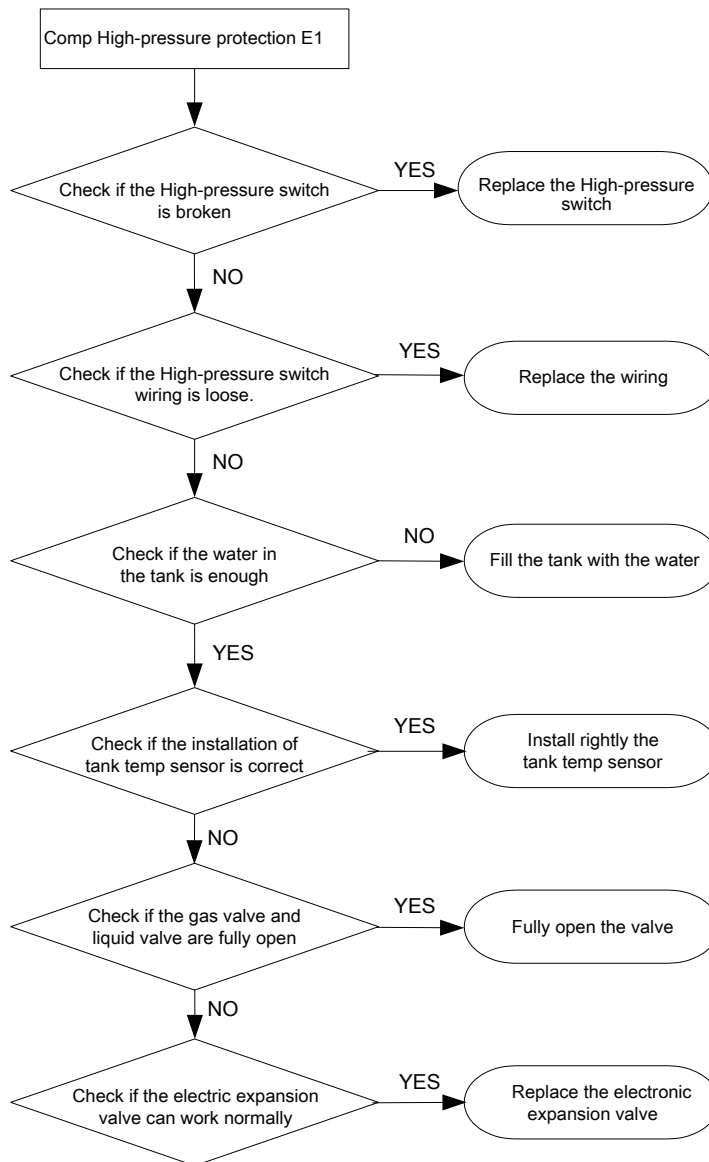 Comp High-pressure protection E1
Check if the High-pressure switch
is broken
YES
Replace the High-pressure
switch
NO
Check if the High-pressure switch
wiring is loose.
YES
Replace the wiring
NO
Check if the water in
the tank is enough
NO
Fill the tank with the water
YES
Check if the installation of
tank temp sensor is correct
YES
Install rightly the
tank temp sensor
NO
Check if the gas valve and
liquid valve are fully open
YES
Fully open the valve
NO
Check if the electric expansion
valve can work normally
YES
Replace the electronic
expansion valve